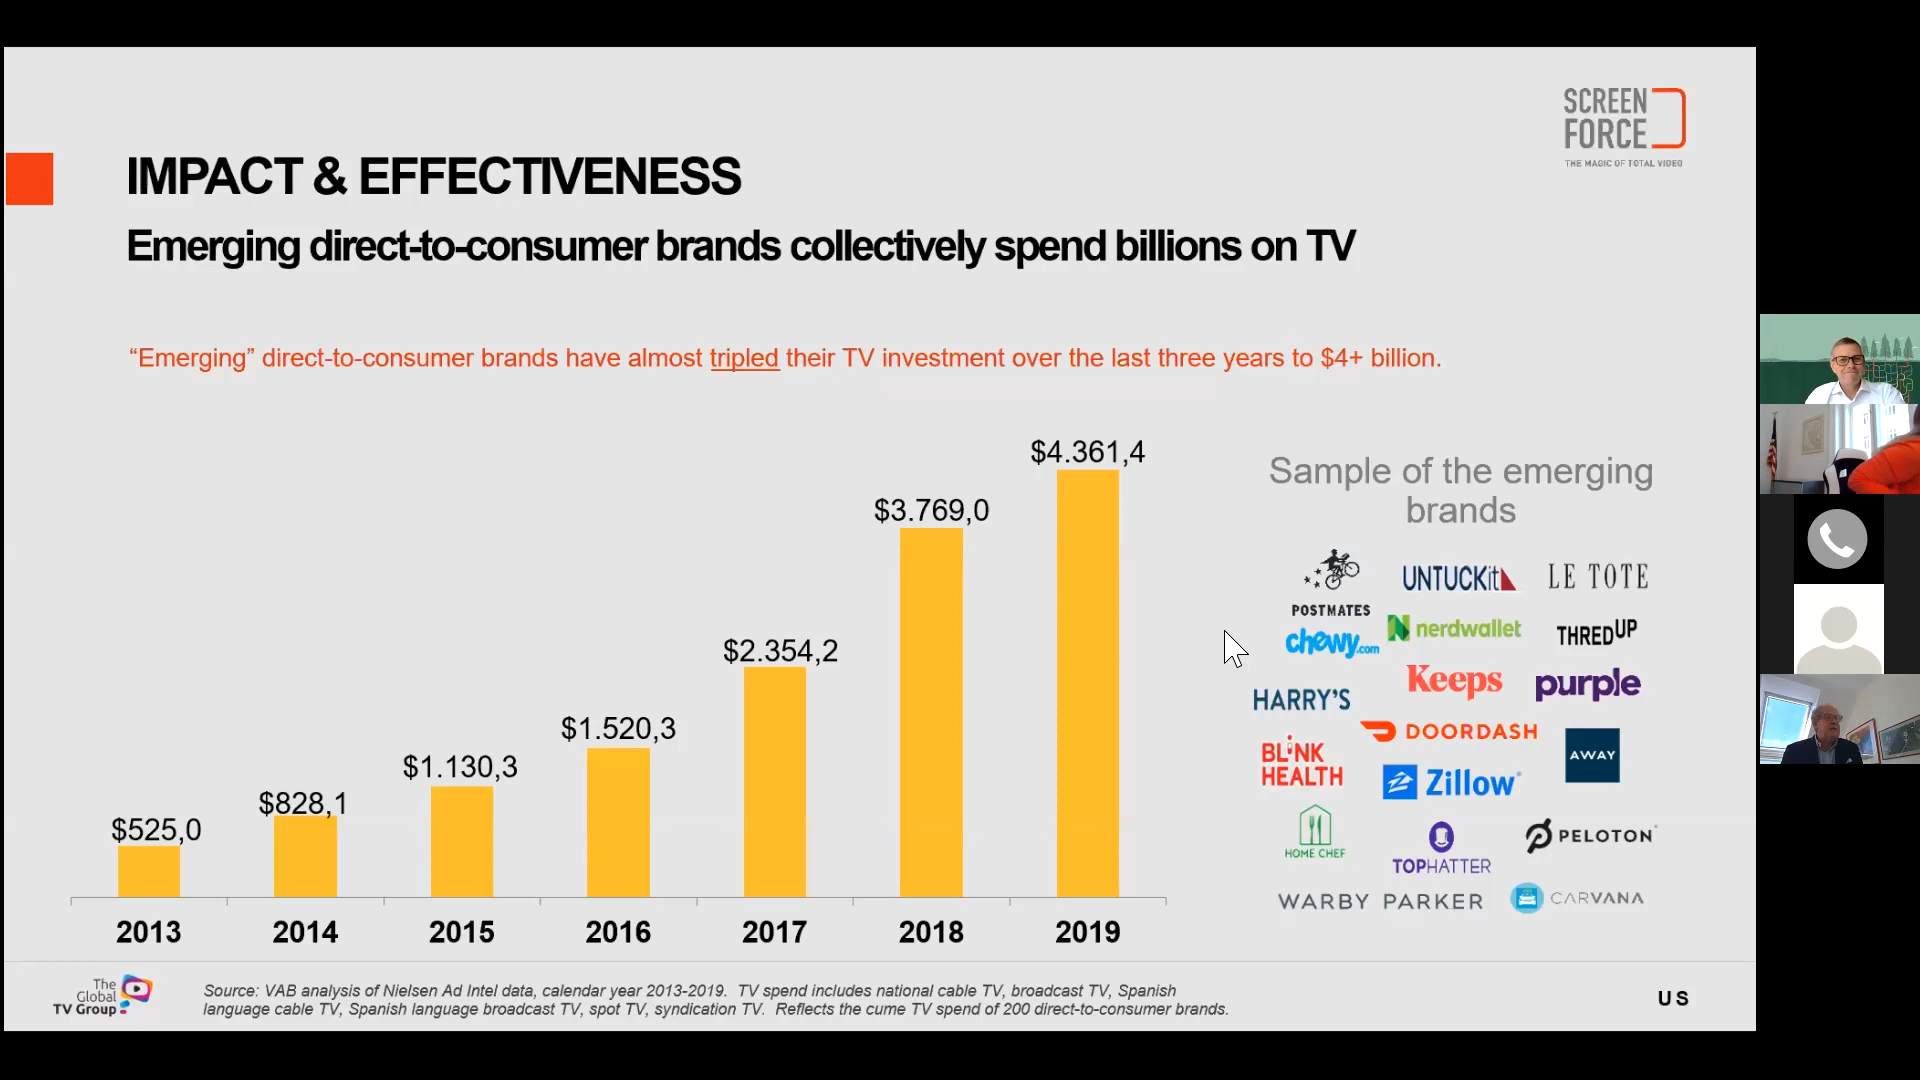 SCREEN
FORCE
THE MAGIC OF TOTAL VIDEO
IMPACT & EFFECTIVENESS
Emerging direct-to-consumer brands collectively spend billions on TV
“Emerging” direct-to-consumer brands have almost tripled their TV investment over the last three years to $4+ billion.
$525,0
$828,1
$1.130,3
$1.520,3
$2.354,2
$3.769,0
$4.361,4
2013
2014
2015
2016
2017
2018
2019
Sample of the emerging
brands
POSTMATES
UNTUCKit
LE TOTE
chewy.com
nerdwallet
THREDUP
HARRY'S
Keeps
purple
BLINK
HEALTH
DOORDASH
AWAY
Zillow
HOME CHEF
TOPHATTER
PELOTON
WARBY PARKER
CARVANA
The
Global
TV Group
Source: VAB analysis of Nielsen Ad Intel data, calendar year 2013-2019. TV spend includes national cable TV, broadcast TV, Spanish
language cable TV, Spanish language broadcast TV, spot TV, syndication TV. Reflects the cume TV spend of 200 direct-to-consumer brands.
US